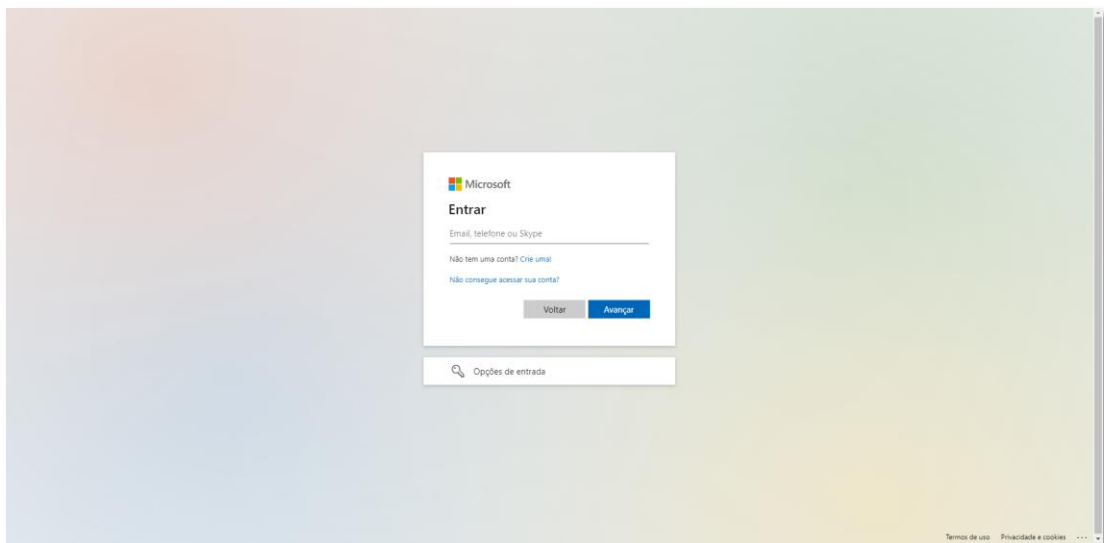 Microsoft
Entrar
Email, telefone ou Skype
Não tem uma conta? Crie uma!
Não consegue acessar sua conta?
Voltar Avançar
Opções de entrada
Termos de uso Privacidade e cookies ...